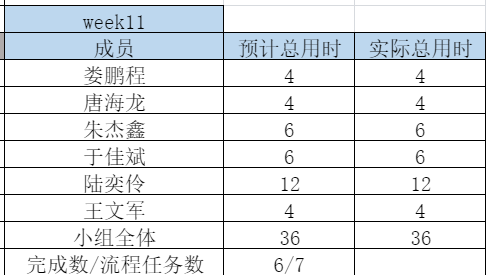 week11
成员 预计总用时 实际总用时
娄鹏程 4 4
唐海龙 4 4
朱杰鑫 6 6
于佳斌 6 6
陆奕伶 12 12
王文军 4 4
小组全体 36 36
完成数/流程任务数 6/7